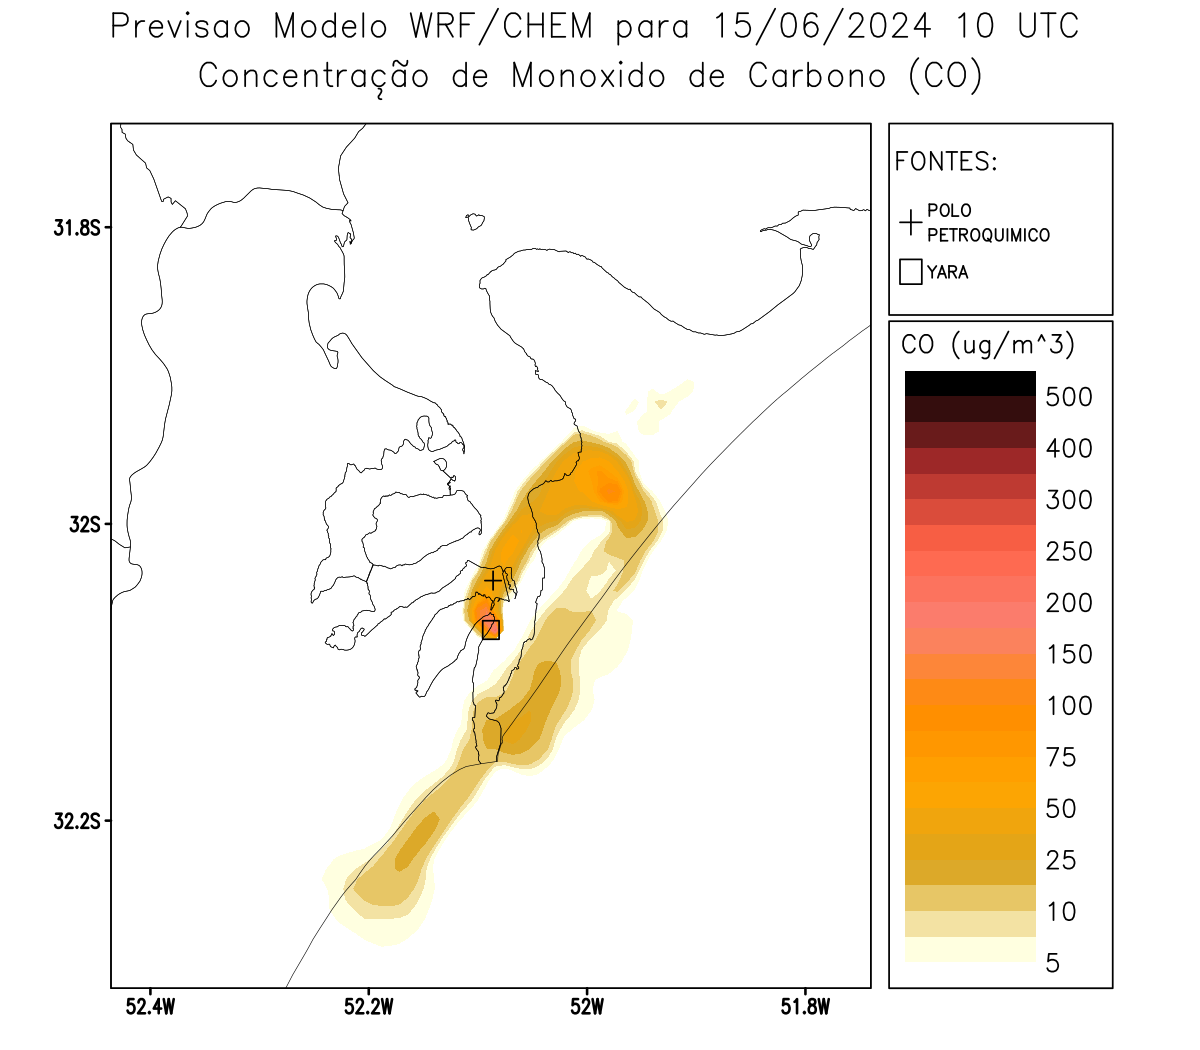 Previsao Modelo WRF/CHEM para 15/06/2024 10 UTC
Concentração de Monoxido de Carbono (CO)
FONTES:
POLO
PETROQUIMICO
YARA
CO (ug/m^3)
500
400
300
250
200
150
100
75
50
25
10
5
31.8S
32S
32.2S
52.4W 52.2W 52W 51.8W